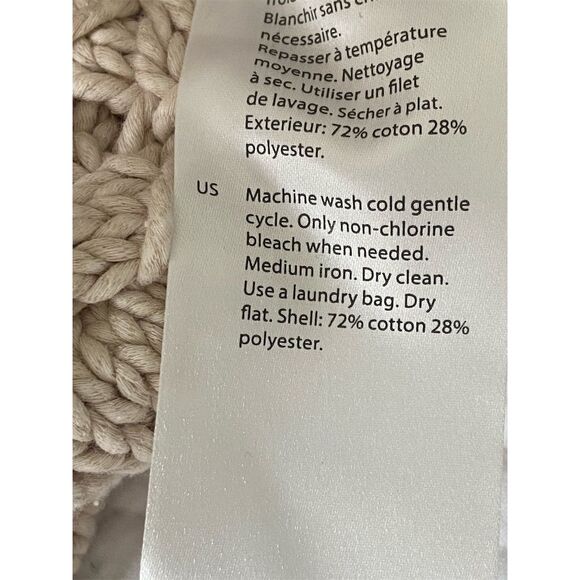 Blanchir sans
nécessaire.
Repasser à température
moyenne. Nettoyage
à sec. Utiliser un filet
de lavage. Sécher à plat.
Exterieur: 72% coton 28%
polyester.
US Machine wash cold gentle
cycle. Only non-chlorine
bleach when needed.
Medium iron. Dry clean.
Use a laundry bag. Dry
flat. Shell: 72% cotton 28%
polyester.